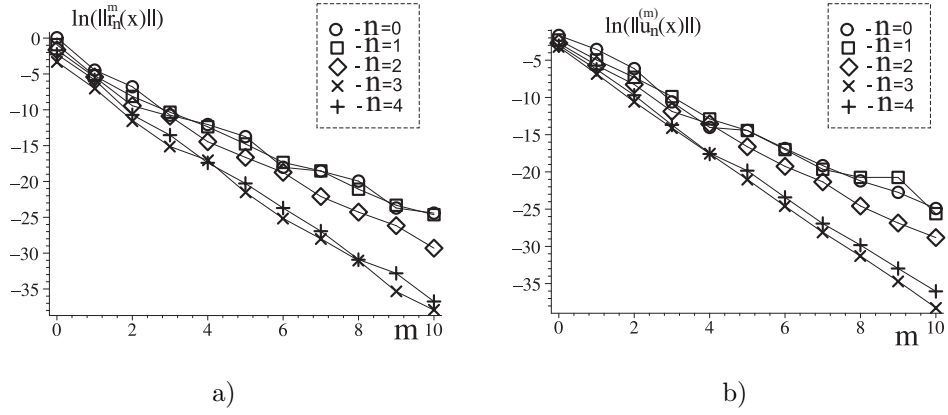 ln(||r_n^m(x)||)
- n=0
- n=1
- n=2
- n=3
- n=4
0
−5
−10
−15
−20
−25
−30
−35
0 2 4 6 8 10
m
a)
ln(||u_n^(m)(x)||)
- n=0
- n=1
- n=2
- n=3
- n=4
−5
−10
−15
−20
−25
−30
−35
0 2 4 6 8 10
m
b)